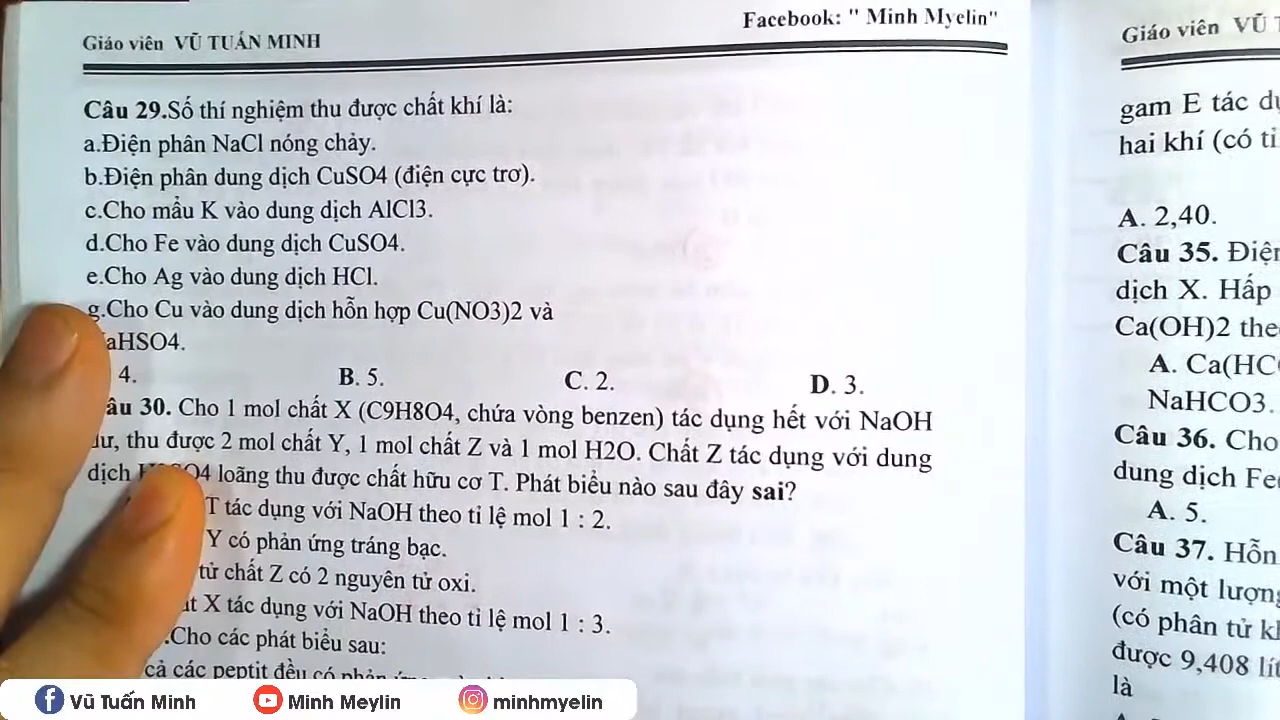 Giáo viên VŨ TUẤN MINH
Facebook: " Minh Myelin"
Câu 29.Số thí nghiệm thu được chất khí là:
a.Điện phân NaCl nóng chảy.
b.Điện phân dung dịch CuSO4 (điện cực trơ).
c.Cho mẩu K vào dung dịch AlCl3.
d.Cho Fe vào dung dịch CuSO4.
e.Cho Ag vào dung dịch HCl.
g.Cho Cu vào dung dịch hỗn hợp Cu(NO3)2 và
aHSO4.
4. B. 5. C. 2. D. 3.
âu 30. Cho 1 mol chất X (C9H8O4, chứa vòng benzen) tác dụng hết với NaOH
ư, thu được 2 mol chất Y, 1 mol chất Z và 1 mol H2O. Chất Z tác dụng với dung
dịch H2SO4 loãng thu được chất hữu cơ T. Phát biểu nào sau đây sai?
T tác dụng với NaOH theo tỉ lệ mol 1 : 2.
Y có phản ứng tráng bạc.
tử chất Z có 2 nguyên tử oxi.
X tác dụng với NaOH theo tỉ lệ mol 1 : 3.
.Cho các phát biểu sau:
cả các peptit đều có phản
Giáo viên VŨ
gam E tác
hai khí (có tỉ
A. 2,40.
Câu 35. Điện
dịch X. Hấp
Ca(OH)2 the
A. Ca(HC
NaHCO3.
Câu 36. Cho
dung dịch Fe
A. 5.
Câu 37. Hỗn
với một lượng
(có phân tử
được 9,408 lít
là
Vũ Tuấn Minh
Minh Meylin
minhmyelin